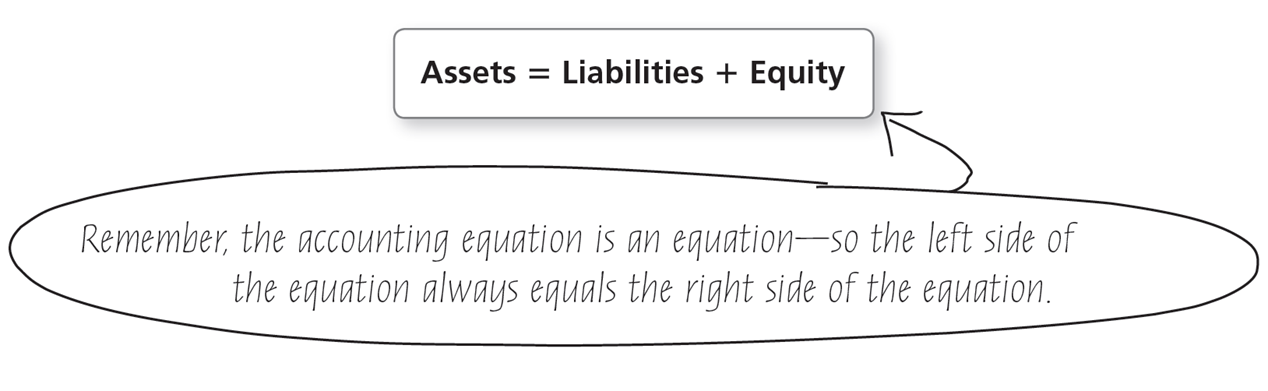 Assets = Liabilities + Equity
Remember, the accounting equation is an equation—so the left side of
the equation always equals the right side of the equation.